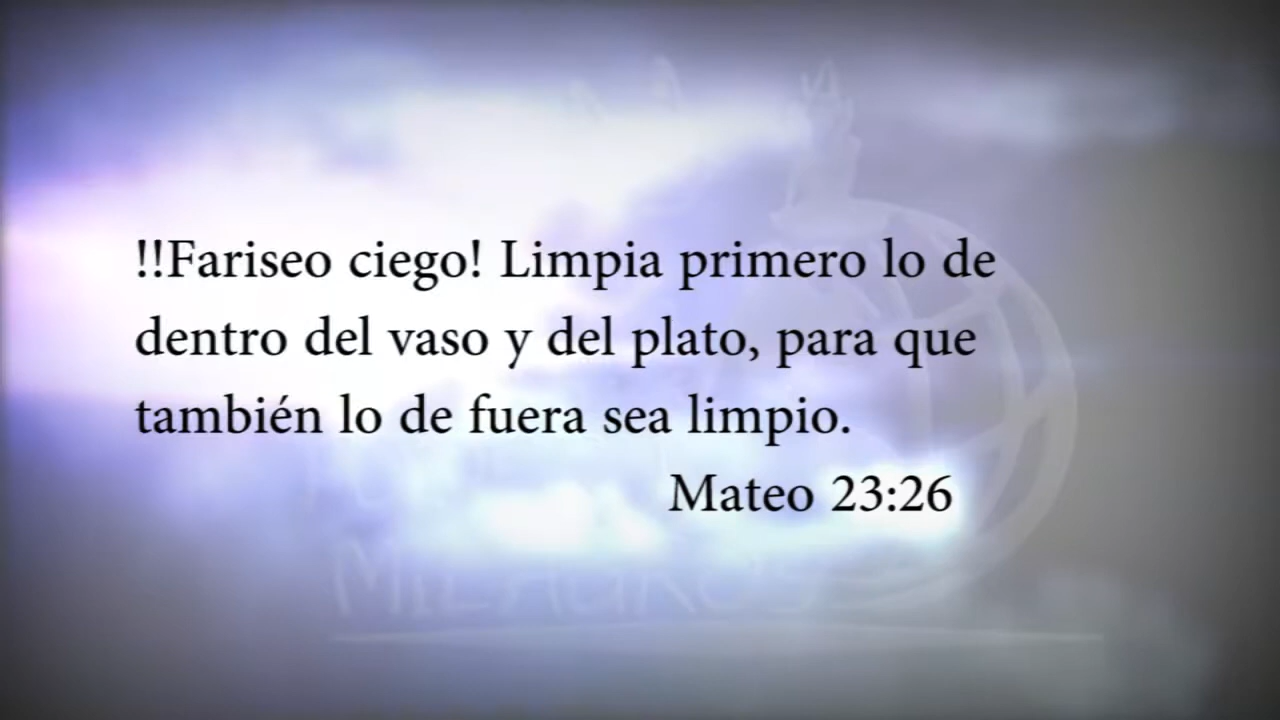 !!Fariseo ciego! Limpia primero lo de
dentro del vaso y del plato, para que
también lo de fuera sea limpio.
Mateo 23:26
MILAGROS